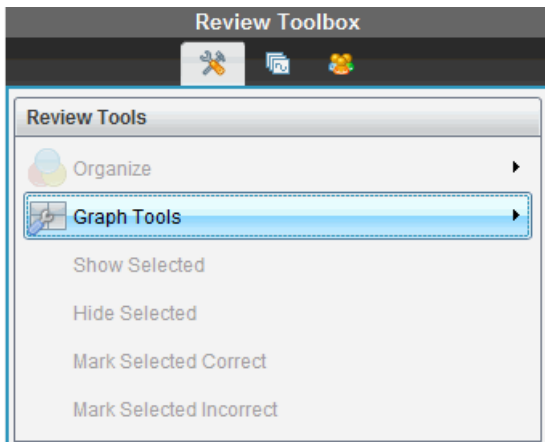 Review Toolbox
Review Tools
Organize
Graph Tools
Show Selected
Hide Selected
Mark Selected Correct
Mark Selected Incorrect